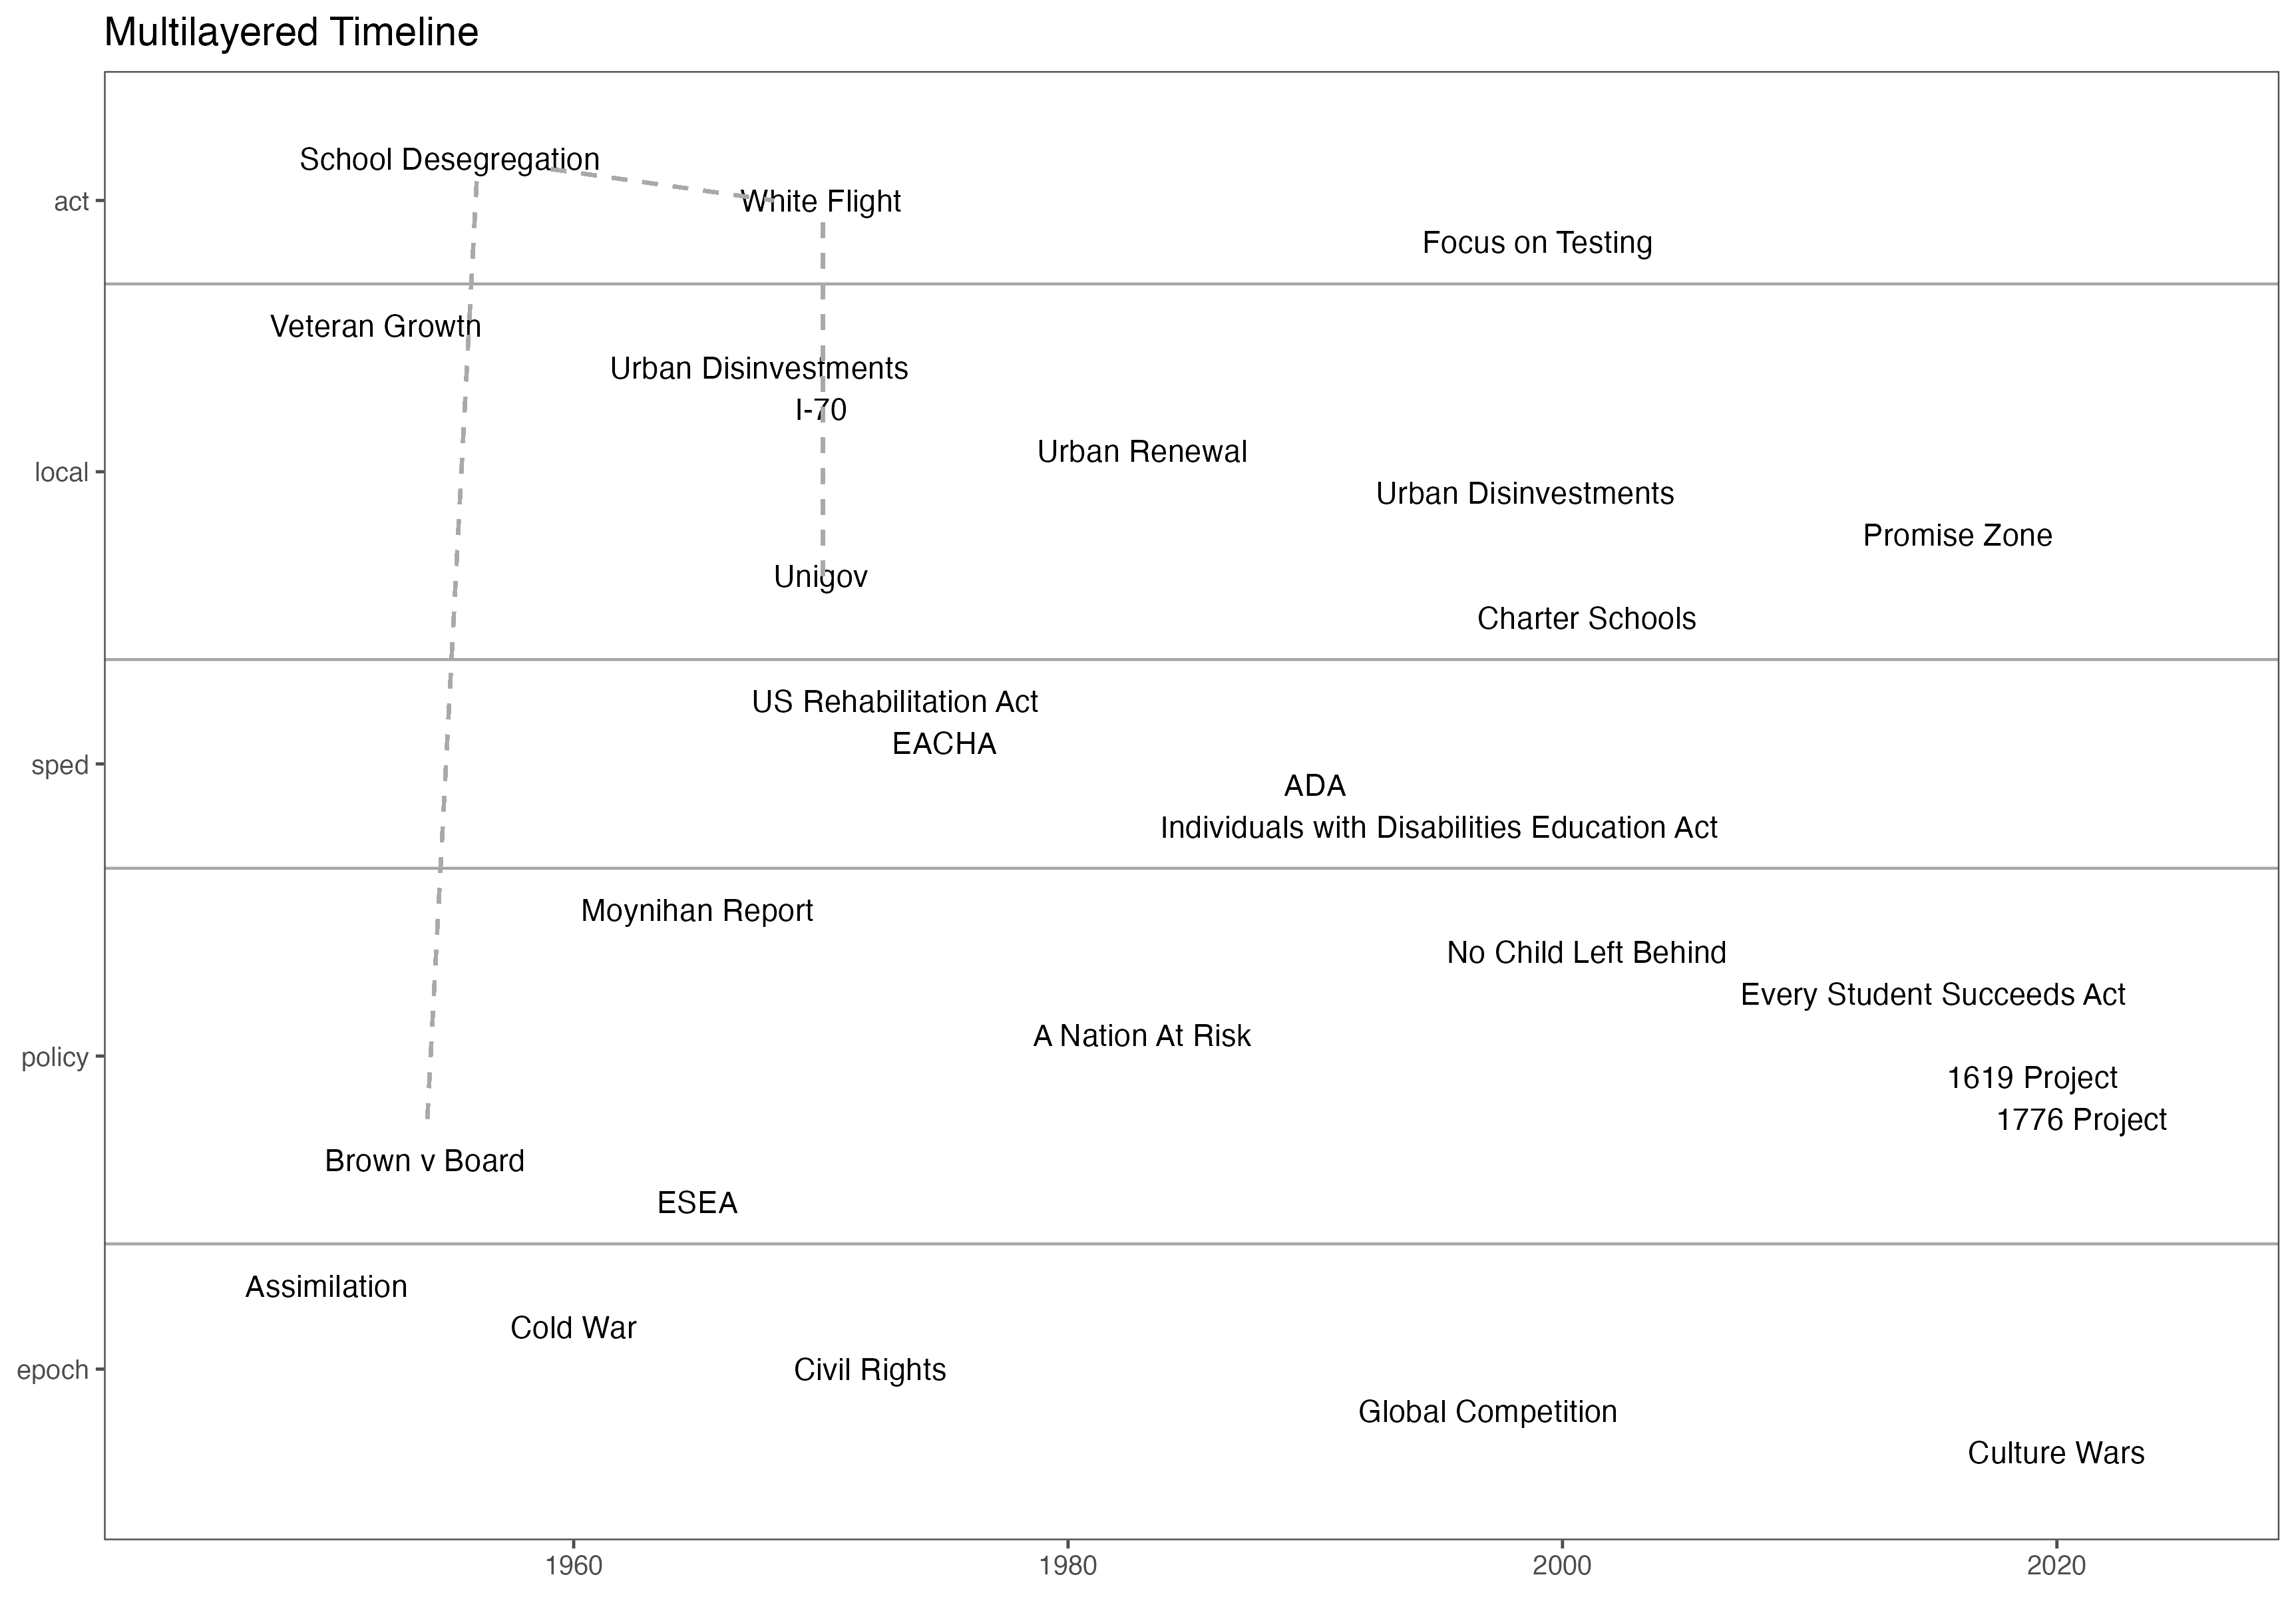 Multilayered Timeline
School Desegregation
act
White Flight
Focus on Testing
Veteran Growth
Urban Disinvestments
I-70
Urban Renewal
local
Urban Disinvestments
Promise Zone
Unigov
Charter Schools
US Rehabilitation Act
EACHA
sped
ADA
Individuals with Disabilities Education Act
Moynihan Report
No Child Left Behind
Every Student Succeeds Act
A Nation At Risk
policy
1619 Project
1776 Project
Brown v Board
ESEA
Assimilation
Cold War
epoch
Civil Rights
Global Competition
Culture Wars
1960 1980 2000 2020